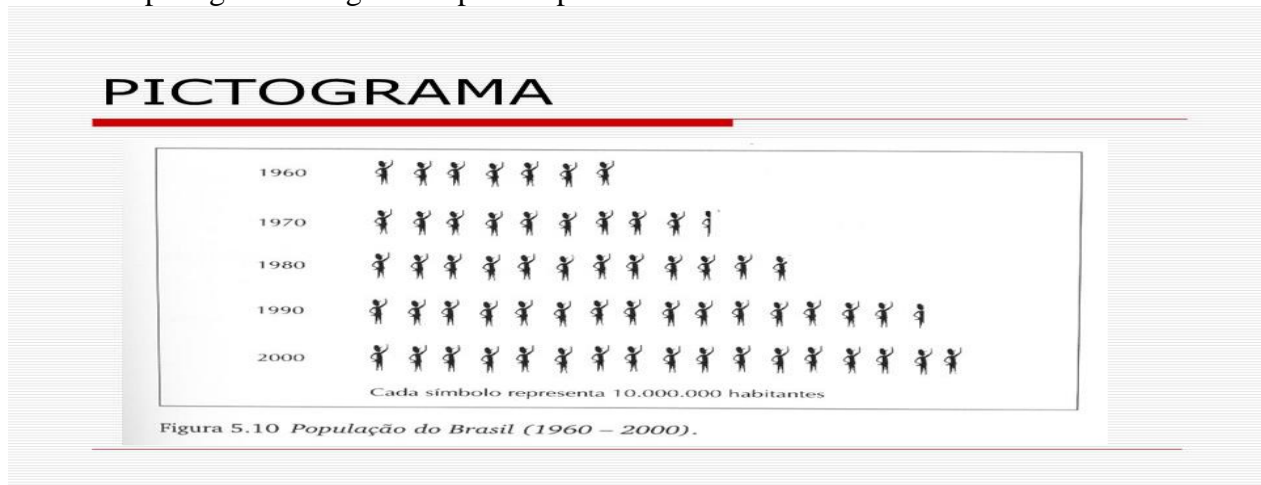 PICTOGRAMA
1960
1970
1980
1990
2000
Cada símbolo representa 10.000.000 habitantes
Figura 5.10 População do Brasil (1960 – 2000).